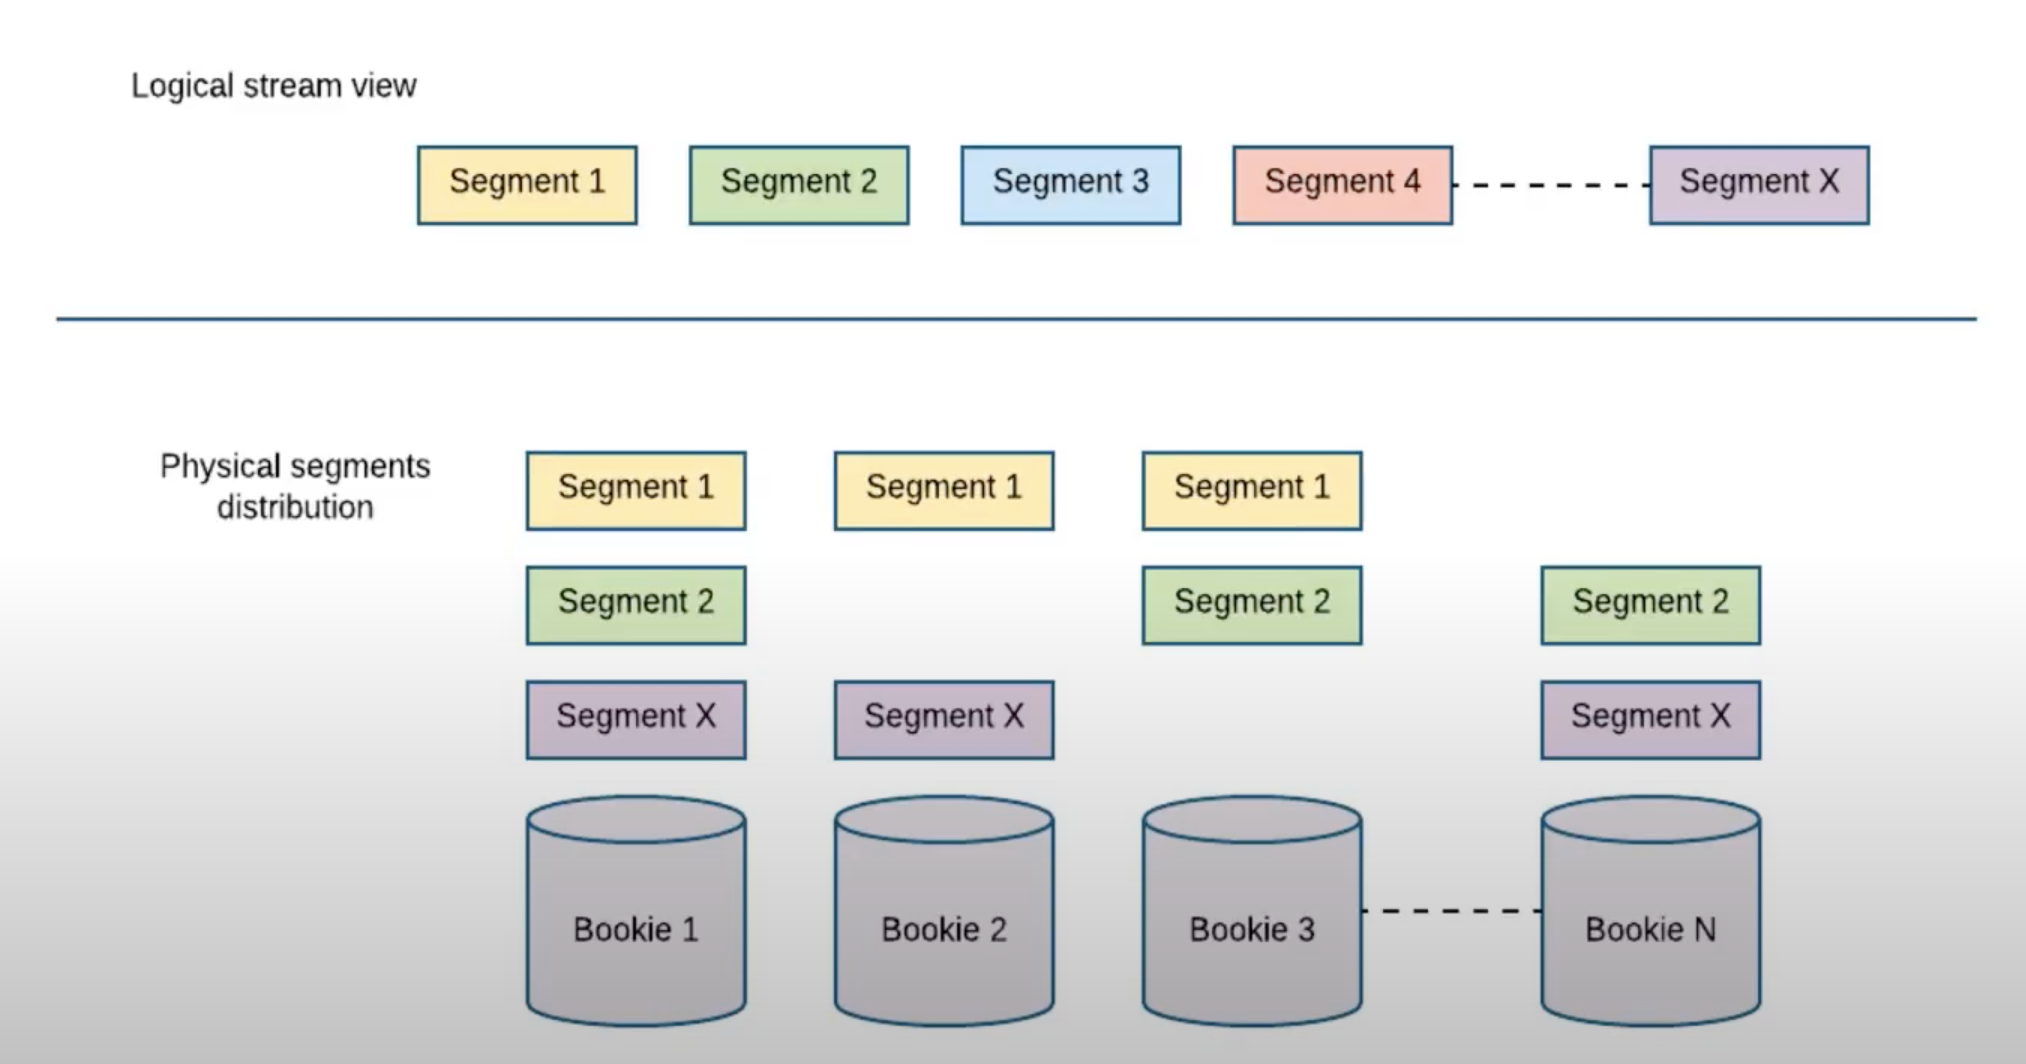 Logical stream view
Segment 1
Segment 2
Segment 3
Segment 4
Segment X
Physical segments
distribution
Segment 1
Segment 1
Segment 1
Segment 2
Segment 2
Segment 2
Segment X
Segment X
Segment X
Bookie 1
Bookie 2
Bookie 3
Bookie N